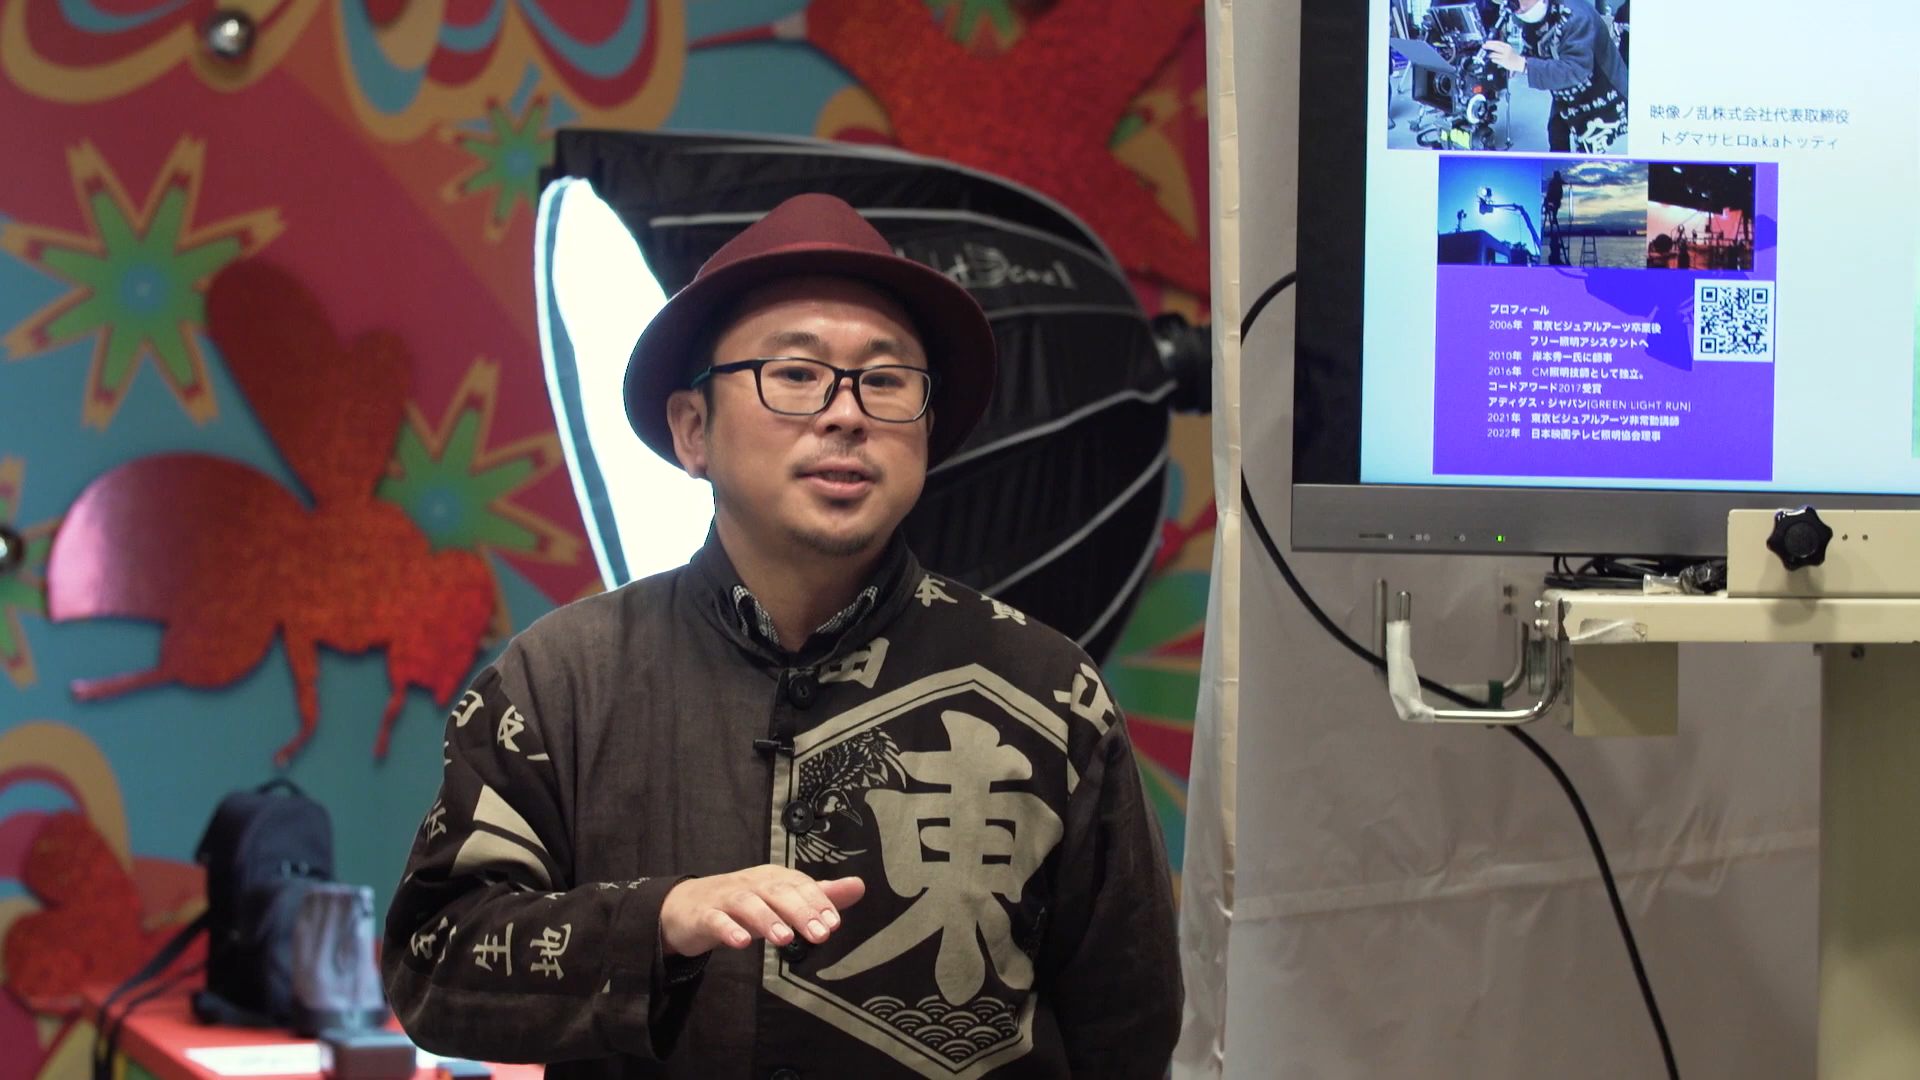 映像ノ乱株式会社代表取締役
トダマサヒロa.k.aトッティ
プロフィール
2006年 東京ビジュアルアーツ卒業後
フリー照明アシスタントへ
2010年 岸本秀一氏に師事
2016年 CM照明技師として独立。
コードアワード2017受賞
アディダス・ジャパン[GREEN LIGHT RUN]
2021年 東京ビジュアルアーツ非常勤講師
2022年 日本映画テレビ照明協会理事
本
田
東
生地